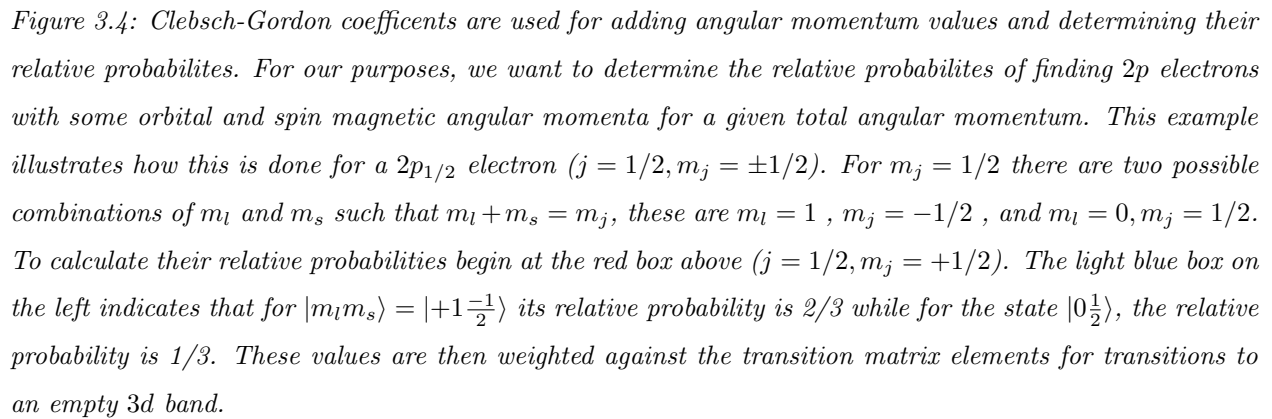 Figure 3.4: Clebsch-Gordon coefficents are used for adding angular momentum values and determining their
relative probabilites. For our purposes, we want to determine the relative probabilites of finding 2p electrons
with some orbital and spin magnetic angular momenta for a given total angular momentum. This example
illustrates how this is done for a 2p₁/₂ electron (j = 1/2, mⱼ = ±1/2). For mⱼ = 1/2 there are two possible
combinations of mₗ and mₛ such that mₗ + mₛ = mⱼ, these are mₗ = 1 , mⱼ = −1/2 , and mₗ = 0, mⱼ = 1/2.
To calculate their relative probabilities begin at the red box above (j = 1/2, mⱼ = +1/2). The light blue box on
the left indicates that for |mₗmₛ⟩ = |+1 −1/2⟩ its relative probability is 2/3 while for the state |0 1/2⟩, the relative
probability is 1/3. These values are then weighted against the transition matrix elements for transitions to
an empty 3d band.